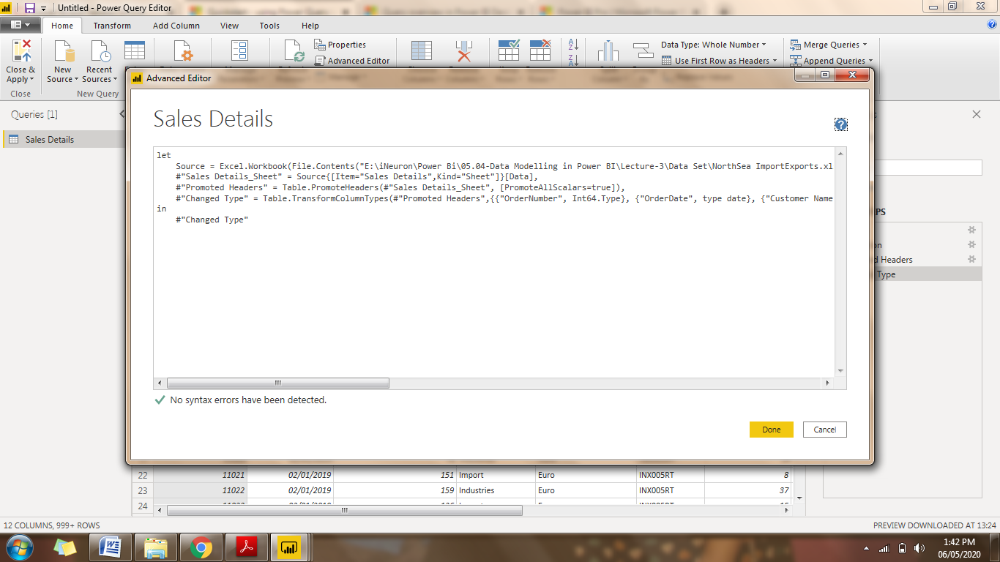 Untitled - Power Query Editor
Home Transform Add Column View Tools Help
Close & Apply
New Source
Recent Sources
Properties
Advanced Editor
Data Type: Whole Number
Use First Row as Headers
Merge Queries
Append Queries
Close
New Query
Advanced Editor
Queries [1]
Sales Details
Sales Details
let
Source = Excel.Workbook(File.Contents("E:\iNeuron\Power Bi\05.04-Data Modelling in Power BI\Lecture-3\Data Set\NorthSea ImportExports.xl
#"Sales Details_Sheet" = Source{[Item="Sales Details",Kind="Sheet"]}[Data],
#"Promoted Headers" = Table.PromoteHeaders(#"Sales Details_Sheet", [PromoteAllScalars=true]),
#"Changed Type" = Table.TransformColumnTypes(#"Promoted Headers",{{"OrderNumber", Int64.Type}, {"OrderDate", type date}, {"Customer Name
in
#"Changed Type"
PS
on
d Headers
Type
No syntax errors have been detected.
Done Cancel
22 11021 02/01/2019 151 Import Euro INX005RT 8
23 11022 02/01/2019 159 Industries Euro INX005RT 37
24
12 COLUMNS, 999+ ROWS
PREVIEW DOWNLOADED AT 13:24
1:42 PM
06/05/2020